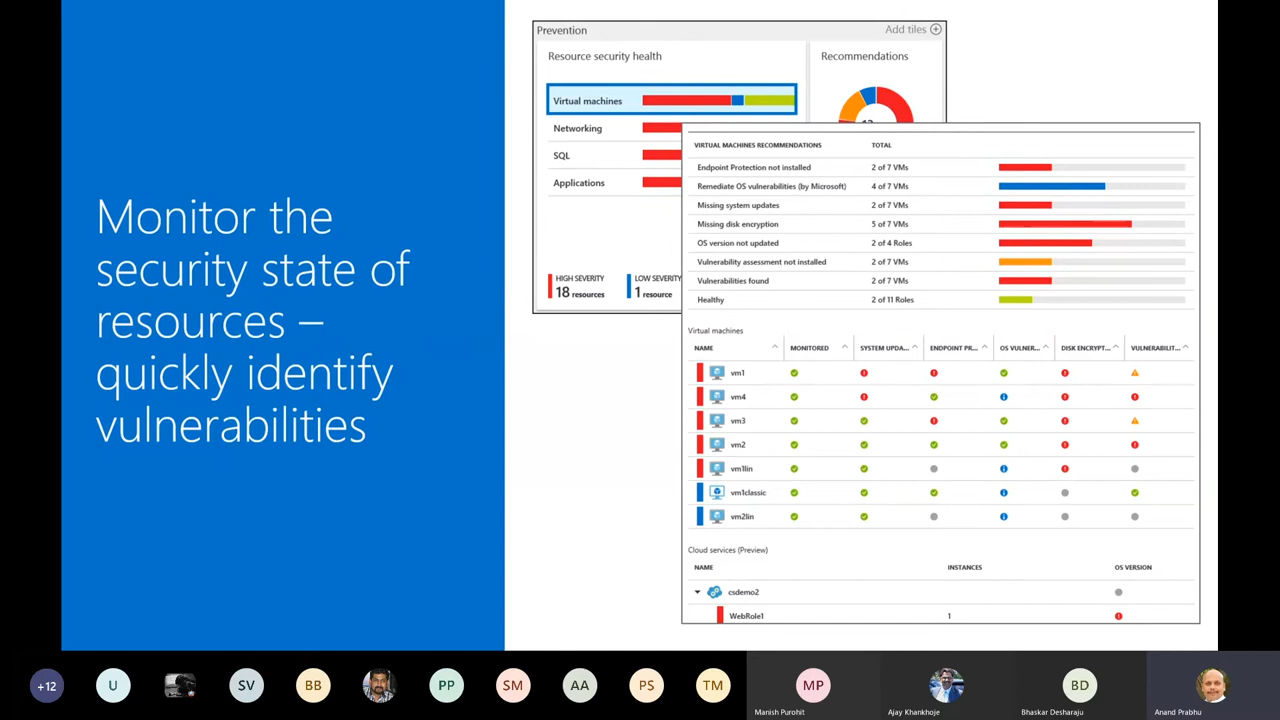 Monitor the
security state of
resources –
quickly identify
vulnerabilities
Prevention
Add tiles
Resource security health
Recommendations
Virtual machines
Networking
SQL
Applications
HIGH SEVERITY
18 resources
LOW SEVERITY
1 resource
VIRTUAL MACHINES RECOMMENDATIONS TOTAL
Endpoint Protection not installed 2 of 7 VMs
Remediate OS vulnerabilities (by Microsoft) 4 of 7 VMs
Missing system updates 2 of 7 VMs
Missing disk encryption 5 of 7 VMs
OS version not updated 2 of 4 Roles
Vulnerability assessment not installed 2 of 7 VMs
Vulnerabilities found 2 of 7 VMs
Healthy 2 of 11 Roles
Virtual machines
NAME MONITORED SYSTEM UPDA... ENDPOINT PR... OS VULNER... DISK ENCRYPT... VULNERABILIT...
vm1
vm4
vm3
vm2
vm1lin
vm1classic
vm2lin
Cloud services (Preview)
NAME INSTANCES OS VERSION
csdemo2
WebRole1 1
+12 U SV BB PP SM AA PS TM MP BD
Manish Purohit Ajay Khankhoje Bhaskar Desharaju Anand Prabhu